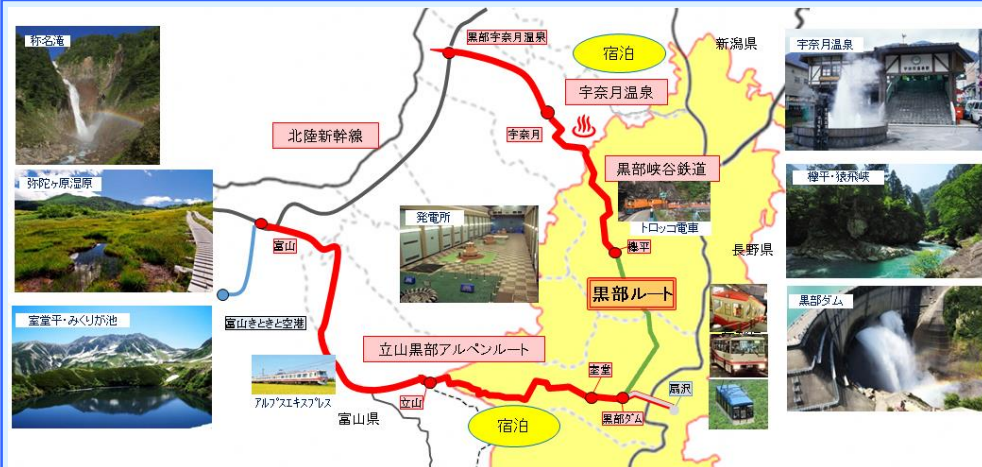 称名滝
弥陀ヶ原湿原
室堂平・みくりが池
北陸新幹線
黒部宇奈月温泉
宿泊
新潟県
宇奈月温泉
宇奈月
黒部峡谷鉄道
トロッコ電車
発電所
富山
欅平
長野県
黒部ルート
富山きときと空港
立山黒部アルペンルート
アルプスエキスプレス
立山
富山県
室堂
黒部ダム
扇沢
宿泊
宇奈月温泉
欅平・猿飛峡
黒部ダム